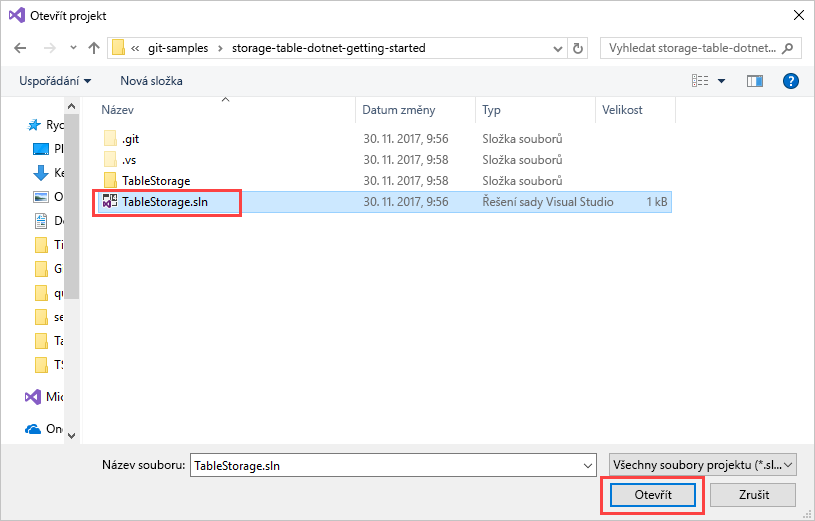 Otevřít projekt
« git-samples › storage-table-dotnet-getting-started
Vyhledat storage-table-dotnet...
Uspořádání
Nová složka
Název Datum změny Typ Velikost
.git 30. 11. 2017, 9:56 Složka souborů
.vs 30. 11. 2017, 9:58 Složka souborů
TableStorage 30. 11. 2017, 9:58 Složka souborů
TableStorage.sln 30. 11. 2017, 9:56 Řešení sady Visual Studio 1 kB
Ryc
Pl
Ke
O
Do
Ti
G
qu
se
Ta
TS
Mic
One
Název souboru: TableStorage.sln
Všechny soubory projektu (*.sl...
Otevřít Zrušit